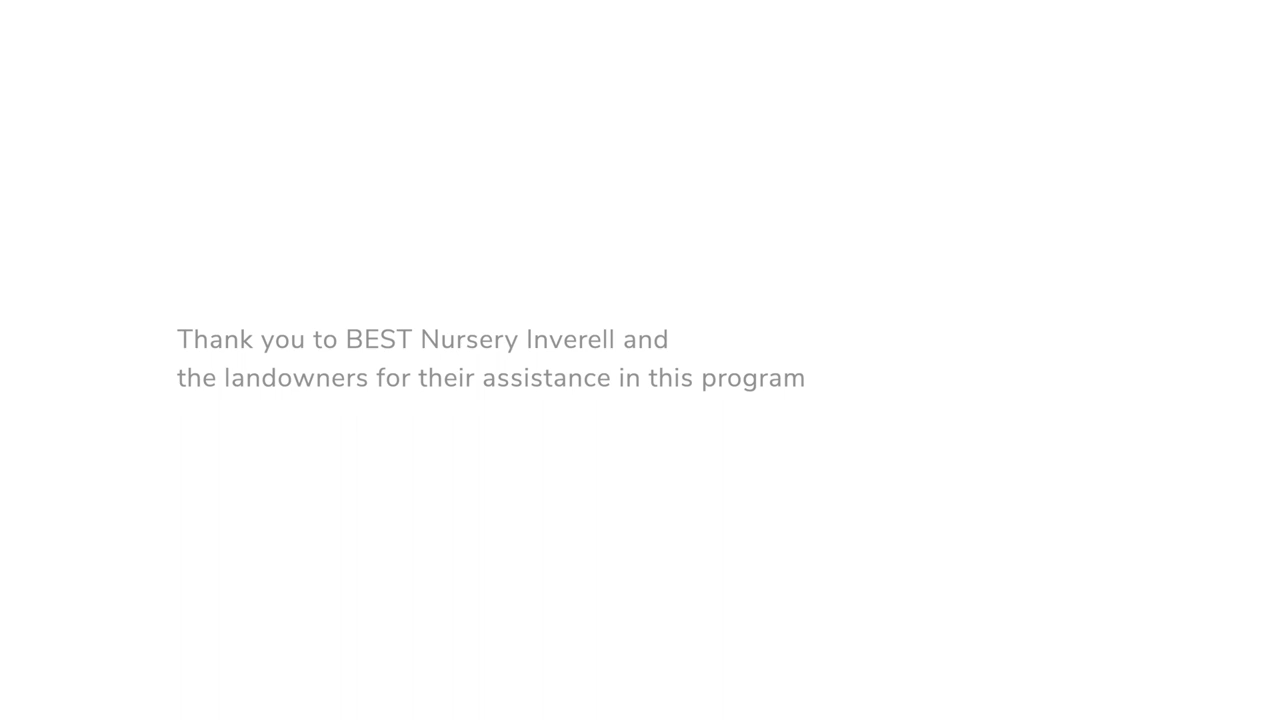 Thank you to BEST Nursery Inverell and
the landowners for their assistance in this program